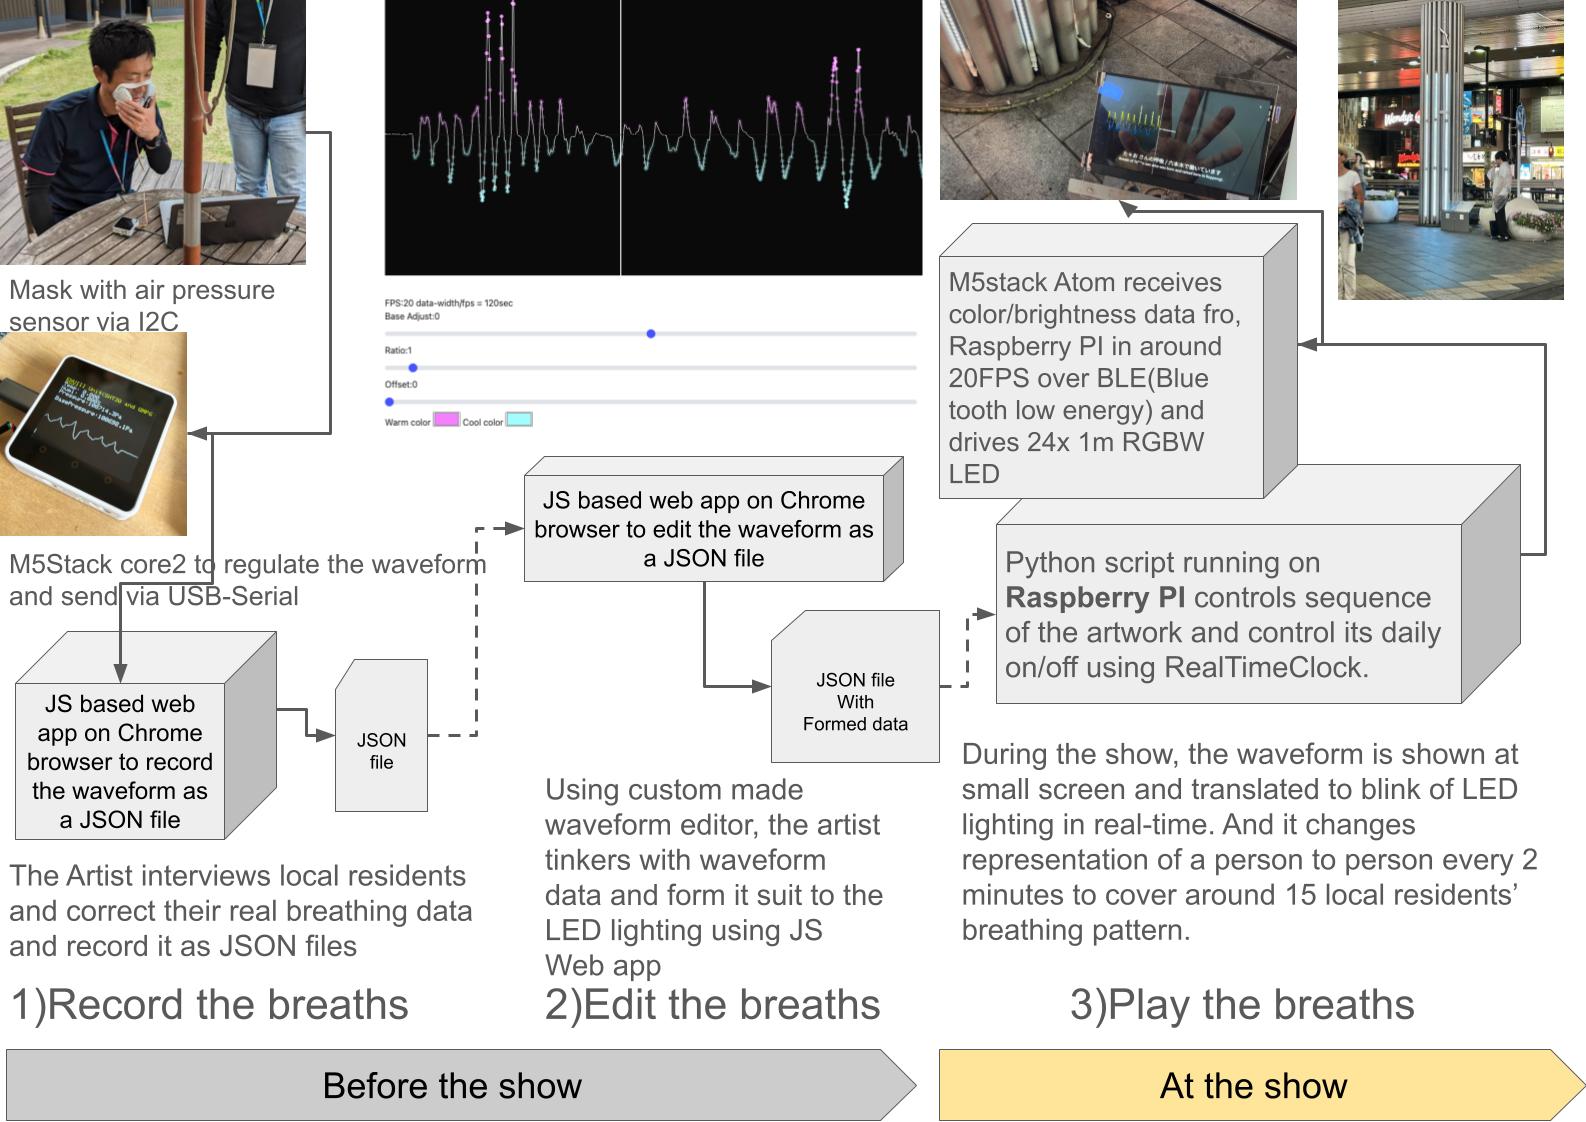 Mask with air pressure
sensor via I2C
M5Stack core2 to regulate the waveform
and send via USB-Serial
JS based web
app on Chrome
browser to record
the waveform as
a JSON file
JSON
file
The Artist interviews local residents
and correct their real breathing data
and record it as JSON files
1)Record the breaths
FPS:20 data-width/fps = 120sec
Base Adjust:0
Ratio:1
Offset:0
Warm color Cool color
JS based web app on Chrome
browser to edit the waveform as
a JSON file
JSON file
With
Formed data
Using custom made
waveform editor, the artist
tinkers with waveform
data and form it suit to the
LED lighting using JS
Web app
2)Edit the breaths
Wendy's
M5stack Atom receives
color/brightness data fro,
Raspberry PI in around
20FPS over BLE(Blue
tooth low energy) and
drives 24x 1m RGBW
LED
Python script running on
Raspberry PI controls sequence
of the artwork and control its daily
on/off using RealTimeClock.
During the show, the waveform is shown at
small screen and translated to blink of LED
lighting in real-time. And it changes
representation of a person to person every 2
minutes to cover around 15 local residents’
breathing pattern.
3)Play the breaths
Before the show
At the show